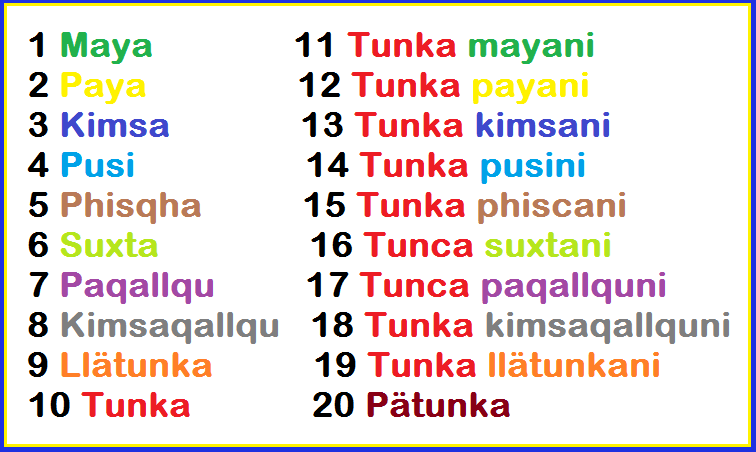 1 Maya 11 Tunka mayani
2 Paya 12 Tunka payani
3 Kimsa 13 Tunka kimsani
4 Pusi 14 Tunka pusini
5 Phisqha 15 Tunka phiscani
6 Suxta 16 Tunca suxtani
7 Paqallqu 17 Tunca paqallquni
8 Kimsaqallqu 18 Tunka kimsaqallquni
9 Llätunka 19 Tunka llätunkani
10 Tunka 20 Pätunka